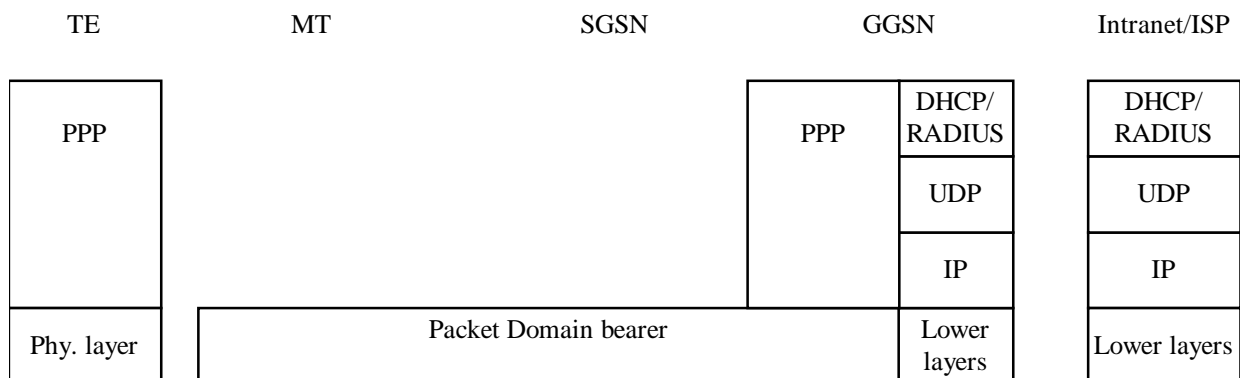 TE MT SGSN GGSN Intranet/ISP
PPP
PPP
DHCP/
RADIUS
UDP
IP
DHCP/
RADIUS
UDP
IP
Phy. layer
Packet Domain bearer
Lower
layers
Lower layers